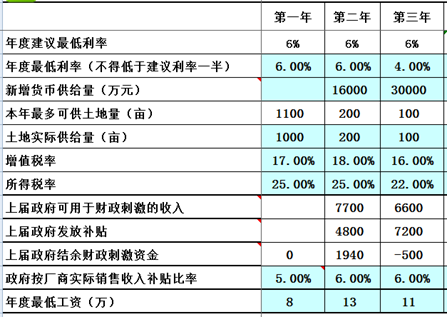 第一年 第二年 第三年
年度建议最低利率 6% 6% 6%
年度最低利率（不得低于建议利率一半） 6.00% 6.00% 4.00%
新增货币供给量（万元） 16000 30000
本年最多可供土地量（亩） 1100 200 100
土地实际供给量（亩） 1000 200 100
增值税率 17.00% 18.00% 16.00%
所得税率 25.00% 25.00% 22.00%
上届政府可用于财政刺激的收入 7700 6600
上届政府发放补贴 4800 7200
上届政府结余财政刺激资金 0 1940 -500
政府按厂商实际销售收入补贴比率 5.00% 6.00% 6.00%
年度最低工资（万） 8 13 11